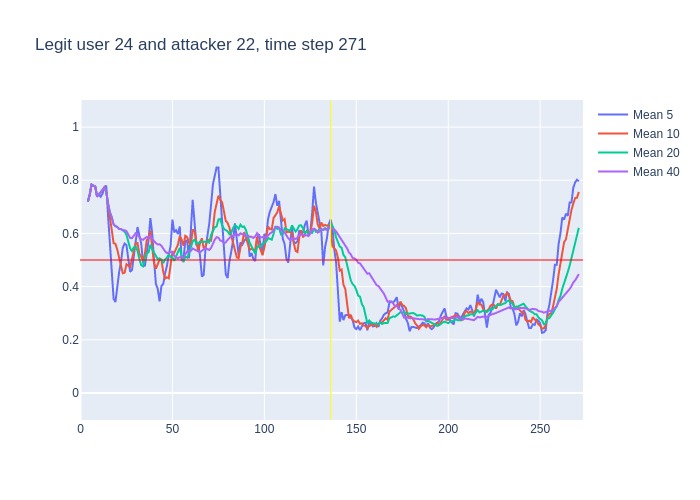 Legit user 24 and attacker 22, time step 271
Mean 5
Mean 10
Mean 20
Mean 40
1
0.8
0.6
0.4
0.2
0
0 50 100 150 200 250